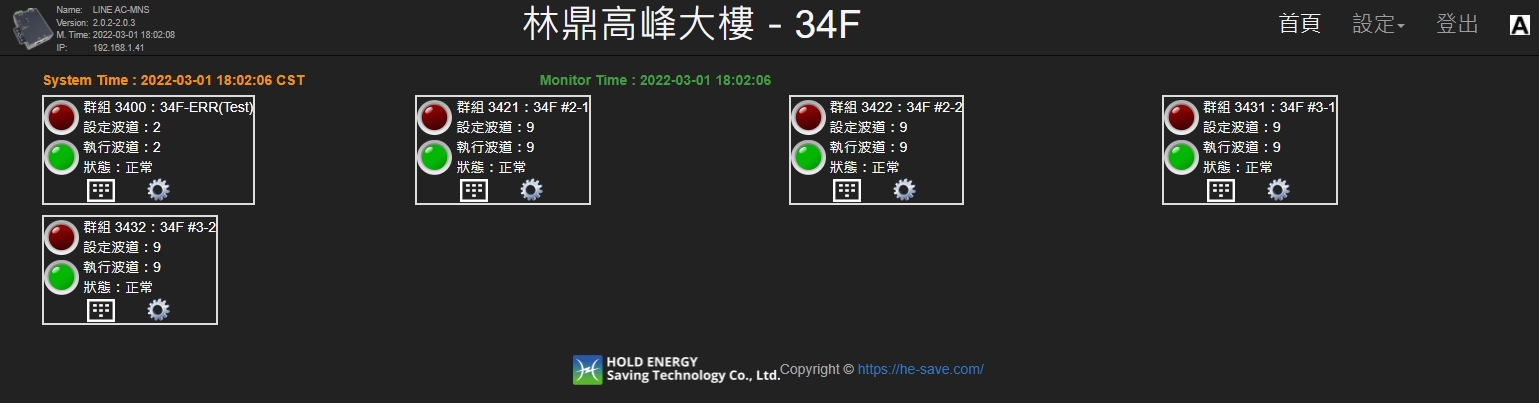 Name: LINE AC-MNS
Version: 2.0.2-2.0.3
M. Time: 2022-03-01 18:02:08
IP: 192.168.1.41
林鼎高峰大樓 - 34F
首頁 設定 登出 A
System Time : 2022-03-01 18:02:06 CST
Monitor Time : 2022-03-01 18:02:06
群組 3400：34F-ERR(Test)
設定波道：2
執行波道：2
狀態：正常
群組 3421：34F #2-1
設定波道：9
執行波道：9
狀態：正常
群組 3422：34F #2-2
設定波道：9
執行波道：9
狀態：正常
群組 3431：34F #3-1
設定波道：9
執行波道：9
狀態：正常
群組 3432：34F #3-2
設定波道：9
執行波道：9
狀態：正常
HOLD ENERGY
Saving Technology Co., Ltd. Copyright © https://he-save.com/